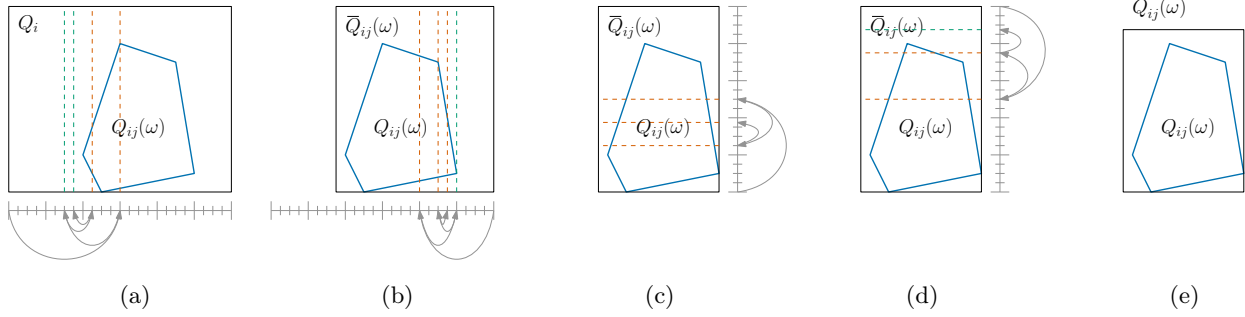 Q_i
Q_{ij}(ω)
(a)
\overline{Q}_{ij}(ω)
Q_{ij}(ω)
(b)
\overline{Q}_{ij}(ω)
Q_{ij}(ω)
(c)
\overline{Q}_{ij}(ω)
Q_{ij}(ω)
(d)
Q_{ij}(ω)
Q_{ij}(ω)
(e)